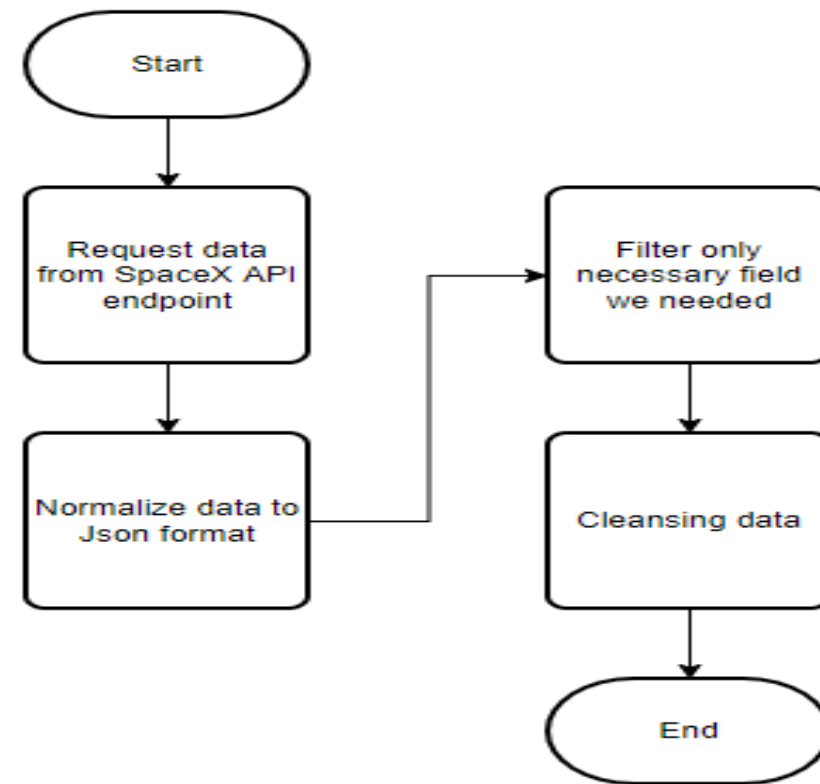 Start
Request data
from SpaceX API
endpoint
Normalize data to
Json format
Filter only
necessary field
we needed
Cleansing data
End